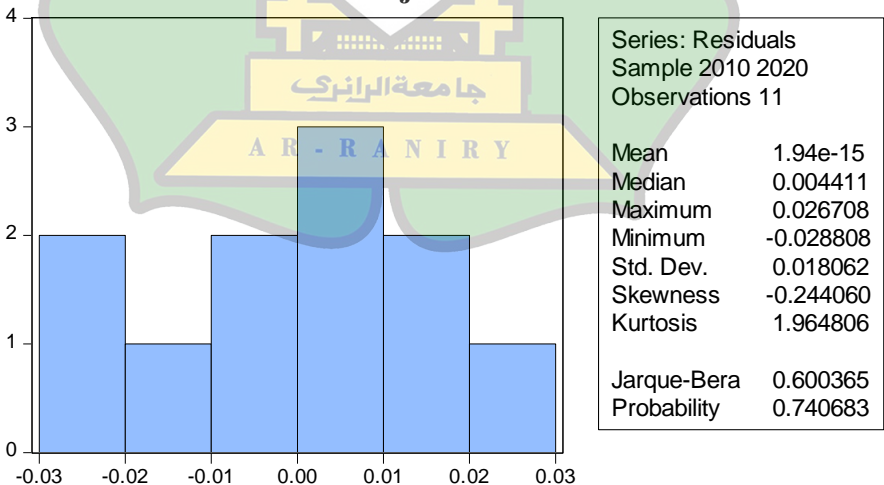 4
3
2
1
0
-0.03 -0.02 -0.01 0.00 0.01 0.02 0.03
جامعة الرانري
AR-RANIRY
Series: Residuals
Sample 2010 2020
Observations 11
Mean 1.94e-15
Median 0.004411
Maximum 0.026708
Minimum -0.028808
Std. Dev. 0.018062
Skewness -0.244060
Kurtosis 1.964806
Jarque-Bera 0.600365
Probability 0.740683